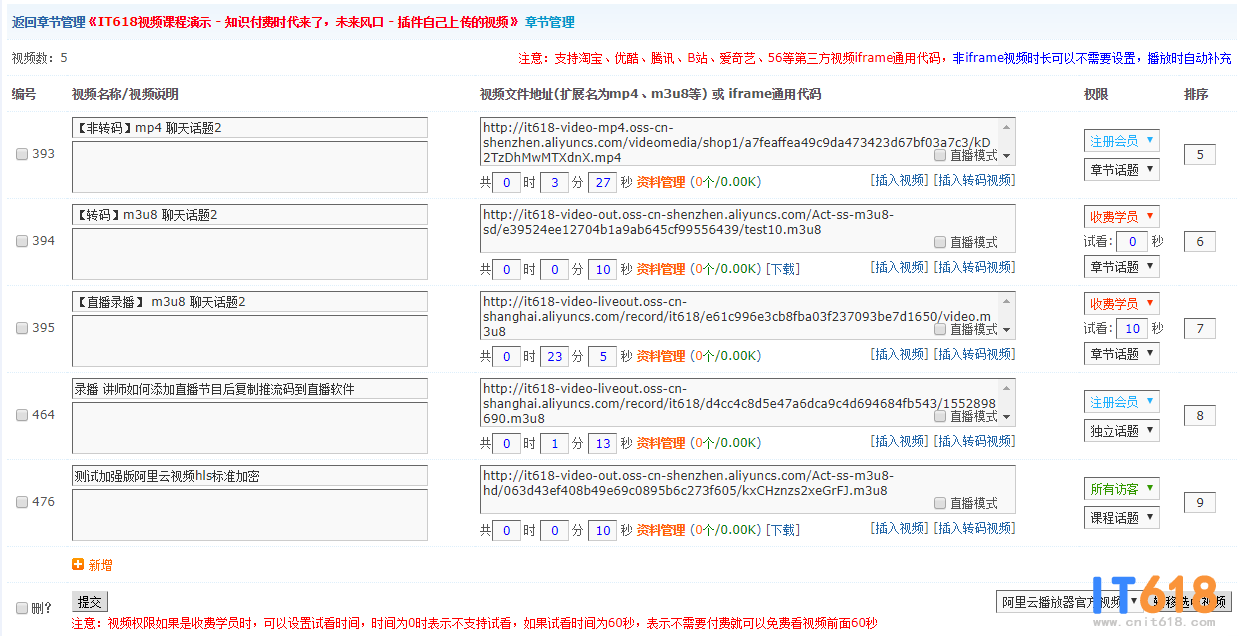 返回章节管理《IT618视频课程演示 - 知识付费时代来了，未来风口 - 插件自己上传的视频》 章节管理
视频数： 5 注意：支持淘宝、优酷、腾讯、B站、爱奇艺、56等第三方视频iframe通用代码，非iframe视频时长可以不需要设置，播放时自动补充
编号 视频名称/视频说明 视频文件地址(扩展名为mp4、m3u8等) 或 iframe通用代码 权限 排序
393
【非转码】mp4 聊天话题2
http://it618-video-mp4.oss-cn-
shenzhen.aliyuncs.com/videomedia/shop1/a7feaffea49c9da473423d67bf03a7c3/kD
2TzDhMwMTXdnX.mp4
直播模式
共 0 时 3 分 27 秒 资料管理 (0个/0.00K) [插入视频] [插入转码视频]
注册会员
章节话题
5
394
【转码】m3u8 聊天话题2
http://it618-video-out.oss-cn-shenzhen.aliyuncs.com/Act-ss-m3u8-
sd/e39524ee12704b1a9ab645cf99556439/test10.m3u8
直播模式
共 0 时 0 分 10 秒 资料管理 (0个/0.00K) [下载] [插入视频] [插入转码视频]
收费学员
试看： 0 秒
章节话题
6
395
【直播录播】 m3u8 聊天话题2
http://it618-video-liveout.oss-cn-
shanghai.aliyuncs.com/record/it618/e61c996e3cb8fba03f237093be7d1650/video.m
3u8
直播模式
共 0 时 23 分 5 秒 资料管理 (0个/0.00K) [插入视频] [插入转码视频]
收费学员
试看： 10 秒
章节话题
7
464
录播 讲师如何添加直播节目后复制推流码到直播软件
http://it618-video-liveout.oss-cn-
shanghai.aliyuncs.com/record/it618/d4cc4c8d5e47a6dca9c4d694684fb543/1552898
690.m3u8
直播模式
共 0 时 1 分 13 秒 资料管理 (0个/0.00K) [插入视频] [插入转码视频]
注册会员
独立话题
8
476
测试加强版阿里云视频hls标准加密
http://it618-video-out.oss-cn-shenzhen.aliyuncs.com/Act-ss-m3u8-
hd/063d43ef408b49e69c0895b6c273f605/kxCHznzs2xeGrFJ.m3u8
直播模式
共 0 时 0 分 10 秒 资料管理 (0个/0.00K) [下载] [插入视频] [插入转码视频]
所有访客
课程话题
9
新增
删? 提交 阿里云播放器官方视频 转移选中视频
IT618
www.cnit618.com
注意：视频权限如果是收费学员时，可以设置试看时间，时间为0时表示不支持试看，如果试看时间为60秒，表示不需要付费就可以免费看视频前面60秒